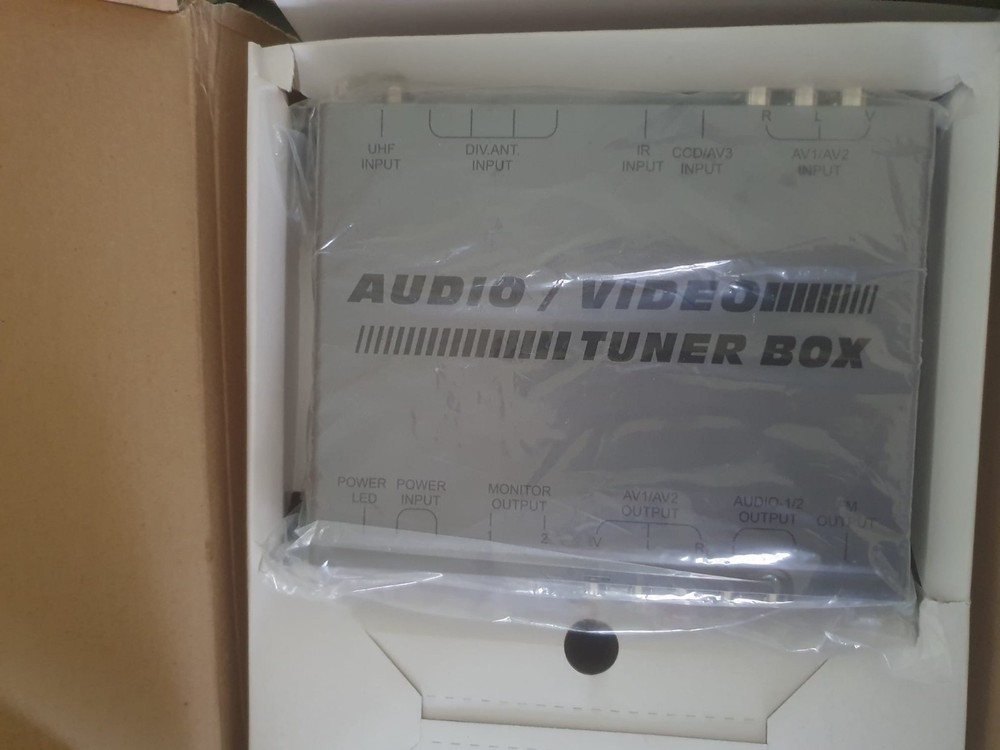 R L V
UHF
INPUT
DIV.ANT.
INPUT
IR
INPUT
CCD/AV3
INPUT
AV1/AV2
INPUT
AUDIO / VIDEO
TUNER BOX
POWER
LED
POWER
INPUT
MONITOR
OUTPUT
1 2
AV1/AV2
OUTPUT
V L R
AUDIO-1/2
OUTPUT
OUTPUT